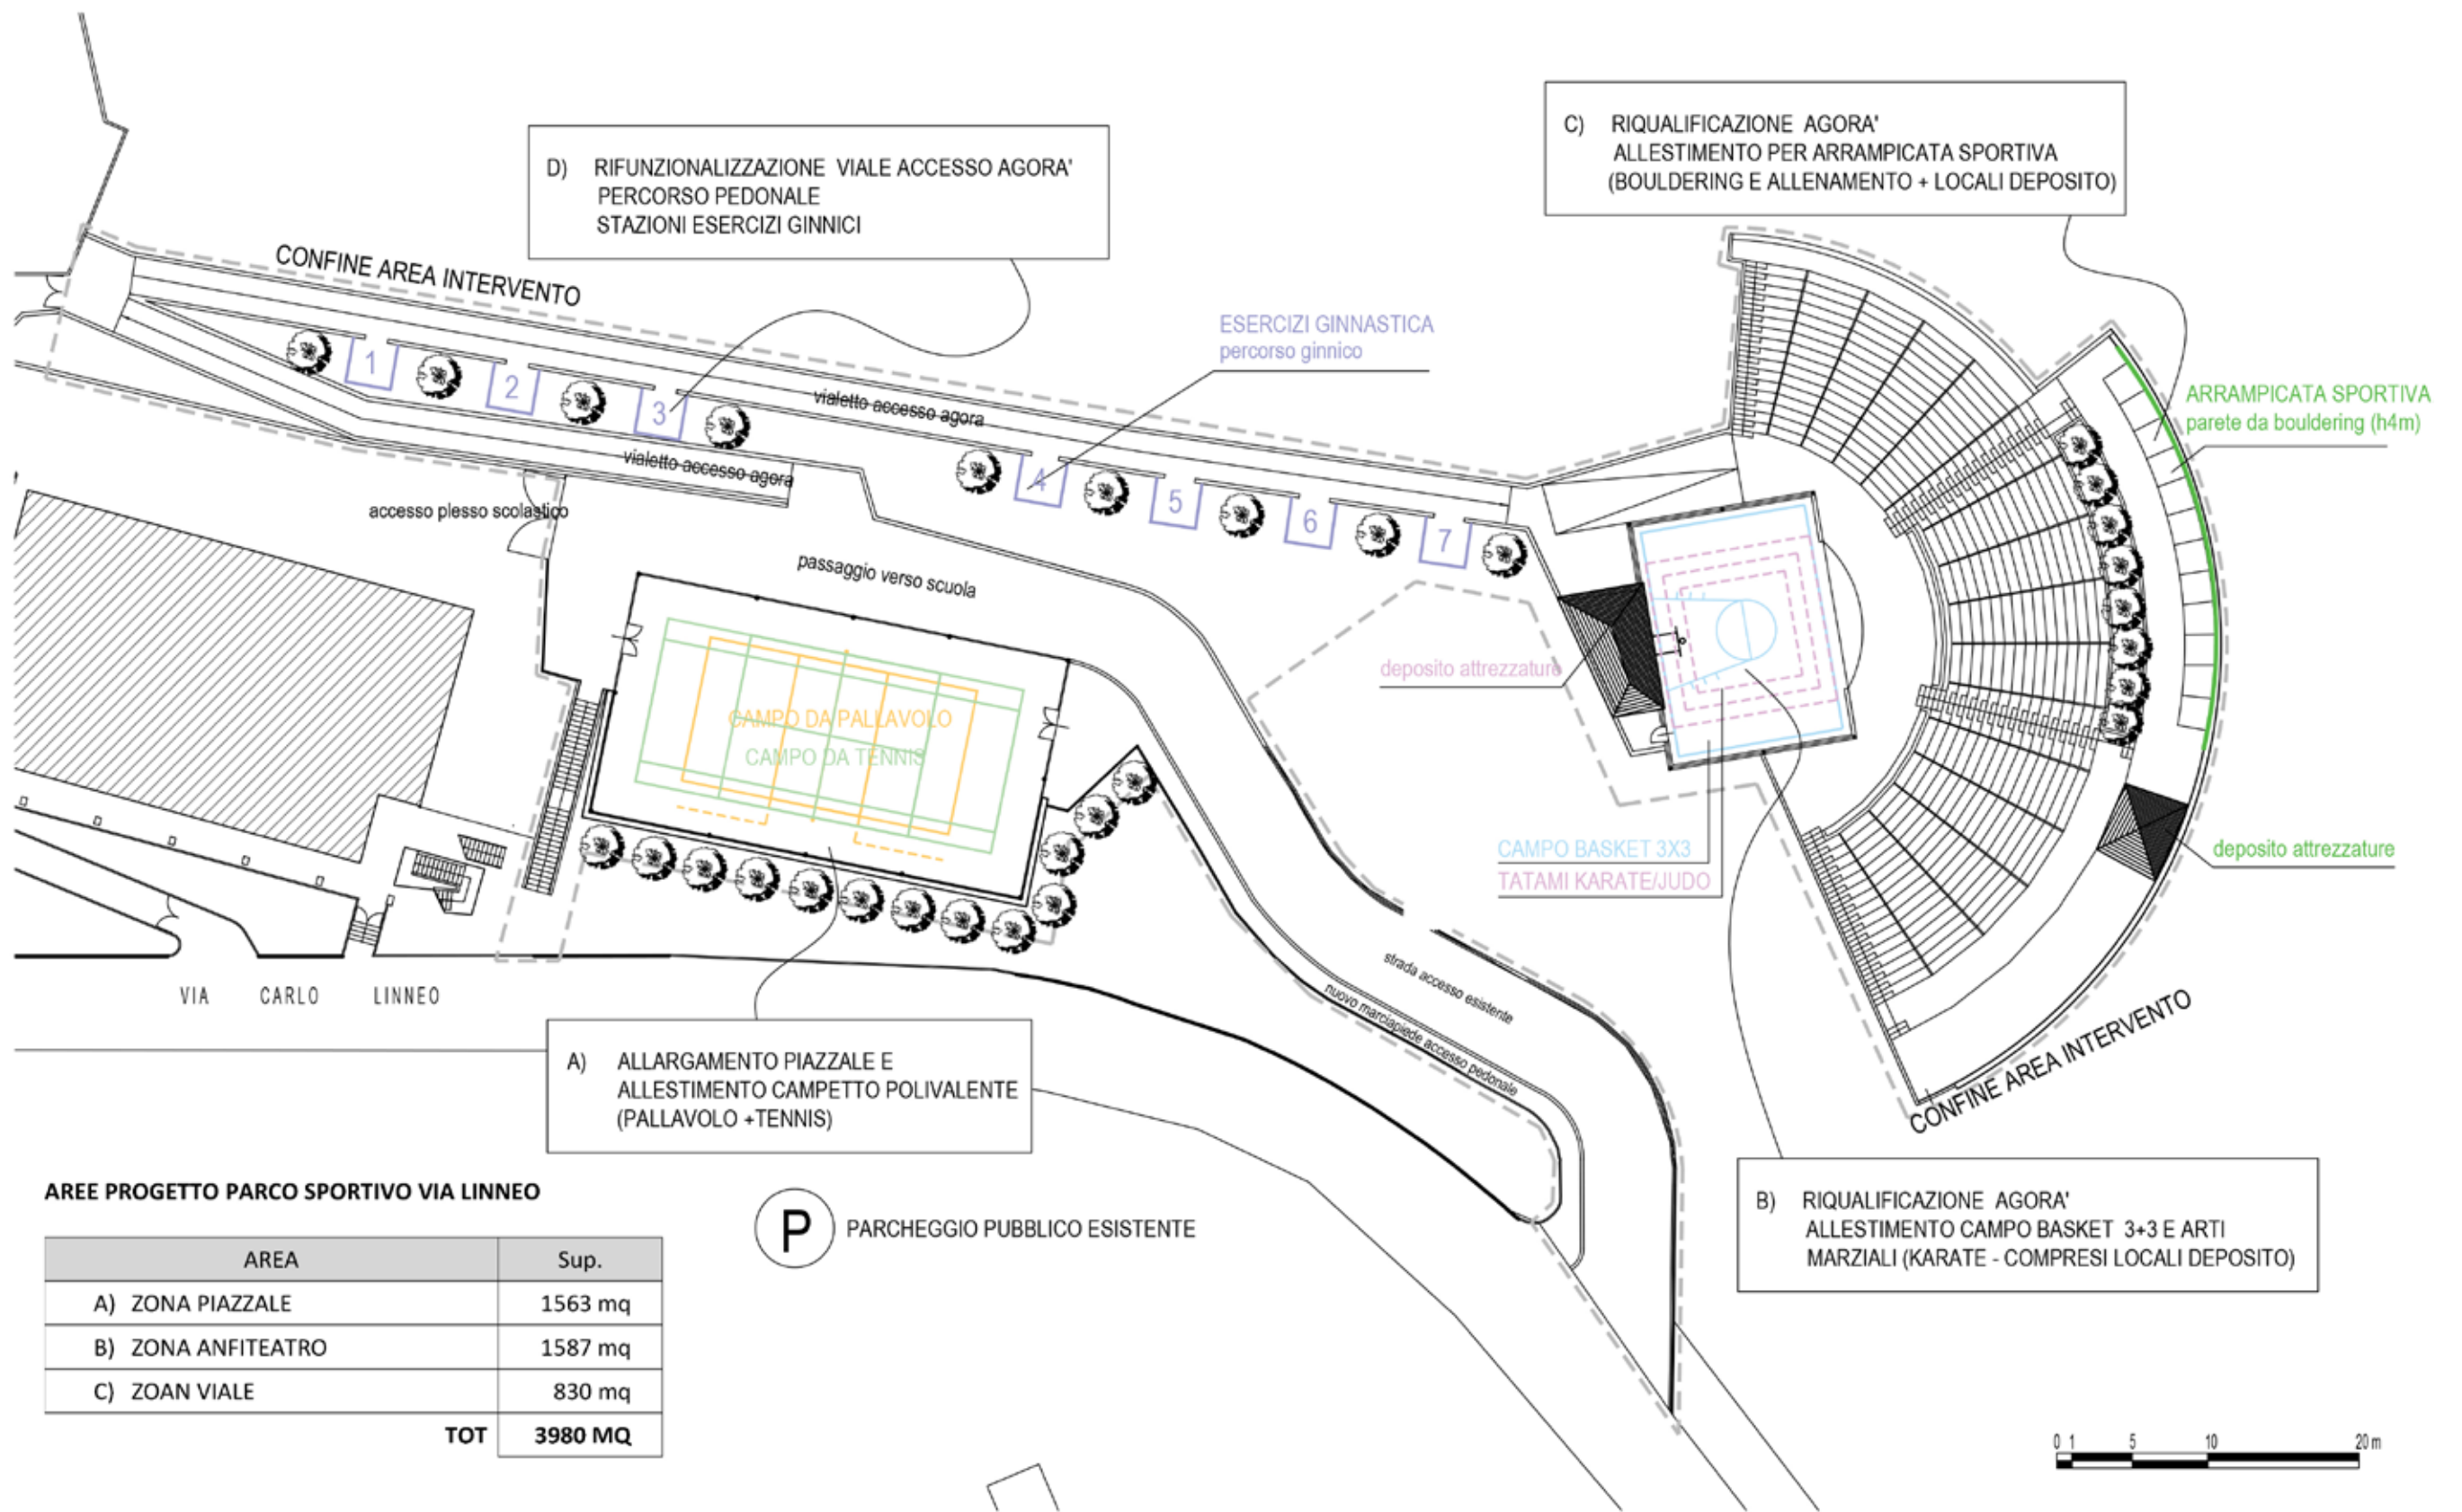 C) RIQUALIFICAZIONE AGORA'
ALLESTIMENTO PER ARRAMPICATA SPORTIVA
(BOULDERING E ALLENAMENTO + LOCALI DEPOSITO)
D) RIFUNZIONALIZZAZIONE VIALE ACCESSO AGORA'
PERCORSO PEDONALE
STAZIONI ESERCIZI GINNICI
CONFINE AREA INTERVENTO
ESERCIZI GINNASTICA
percorso ginnico
1
2
3
4
5
6
7
vialetto accesso agora
vialetto accesso agora
ARRAMPICATA SPORTIVA
parete da bouldering (h4m)
accesso plesso scolastico
passaggio verso scuola
deposito attrezzature
CAMPO DA PALLAVOLO
CAMPO DA TENNIS
CAMPO BASKET 3X3
TATAMI KARATE/JUDO
deposito attrezzature
strada accesso esistente
nuovo marciapiede accesso pedonale
VIA CARLO LINNEO
CONFINE AREA INTERVENTO
A) ALLARGAMENTO PIAZZALE E
ALLESTIMENTO CAMPETTO POLIVALENTE
(PALLAVOLO +TENNIS)
B) RIQUALIFICAZIONE AGORA'
ALLESTIMENTO CAMPO BASKET 3+3 E ARTI
MARZIALI (KARATE - COMPRESI LOCALI DEPOSITO)
AREE PROGETTO PARCO SPORTIVO VIA LINNEO
AREA Sup.
A) ZONA PIAZZALE 1563 mq
B) ZONA ANFITEATRO 1587 mq
C) ZOAN VIALE 830 mq
TOT 3980 MQ
P PARCHEGGIO PUBBLICO ESISTENTE
0 1 5 10 20 m